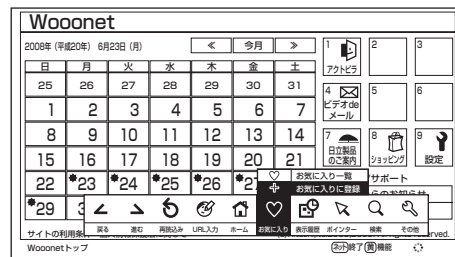 Wooonet
2008年（平成20年） 6月23日（月）
≪ 今月 ≫
日 月 火 水 木 金 土
25 26 27 28 29 30 31
1 2 3 4 5 6 7
8 9 10 11 12 13 14
15 16 17 18 19 20 21
22 23 24 25 26
29
1 アクトビラ
2
3
4 ビデオdeメール
5
6
7 日立製品のご案内
8 ショッピング
9 設定
お気に入り一覧
お気に入りに登録
サポート
らのお知らせ
戻る 進む 再読込み URL入力 ホーム お気に入り 表示履歴 ポインター 検索 その他
サイトの利用条件
served.
Wooonetトップ
終了 黄 機能